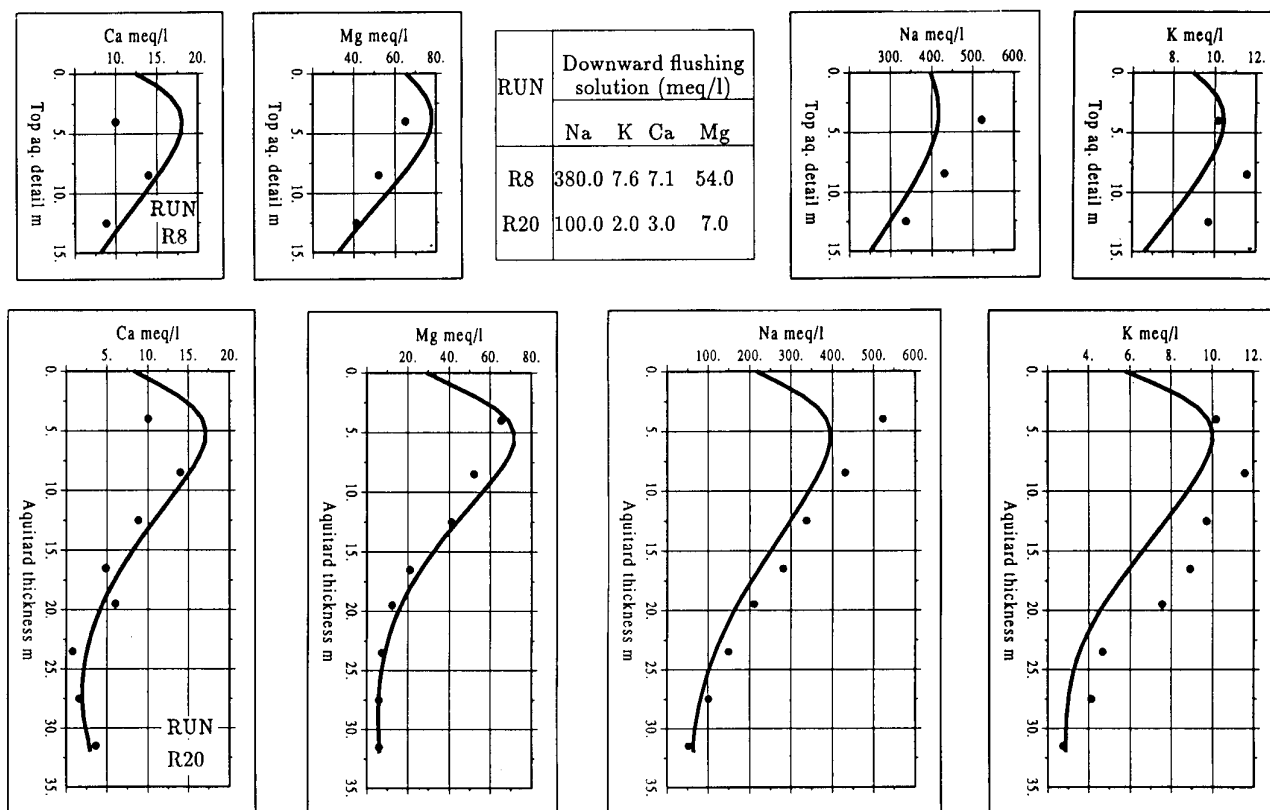 Ca meq/l
10. 15. 20.
0.
5.
10.
15.
Top aq. detail m
RUN
R8
Mg meq/l
20. 40. 60. 80.
0.
5.
10.
15.
Top aq. detail m
RUN Downward flushing
solution (meq/l)
Na K Ca Mg
R8 380.0 7.6 7.1 54.0
R20 100.0 2.0 3.0 7.0
Na meq/l
300 400 500 600.
0.
5.
10.
15.
Top aq. detail m
K meq/l
8. 10. 12.
0.
5.
10.
15.
Top aq. detail m
Ca meq/l
5. 10. 15. 20.
0.
5.
10.
15.
20.
25.
30.
35.
Aquitard thickness m
RUN
R20
Mg meq/l
20. 40. 60. 80.
0.
5.
10.
15.
20.
25.
30.
35.
Aquitard thickness m
Na meq/l
100. 200. 300. 400. 500. 600.
0.
5.
10.
15.
20.
25.
30.
35.
Aquitard thickness m
K meq/l
4. 6. 8. 10. 12.
0.
5.
10.
15.
20.
25.
30.
35.
Aquitard thickness m